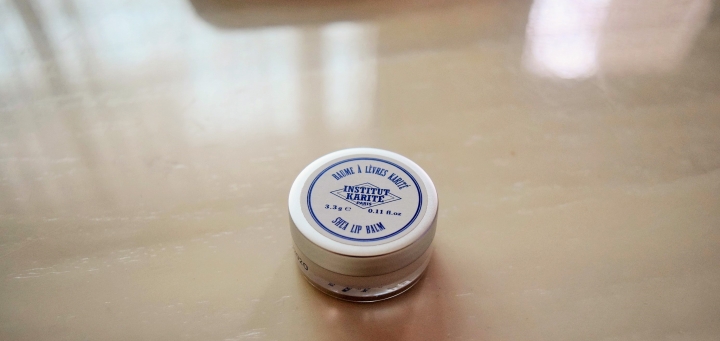 BAUME À LÈVRES KARITÉ
INSTITUT
KARITÉ
PARIS
3.3g ℮ 0.11 fl.oz
SHEA LIP BALM